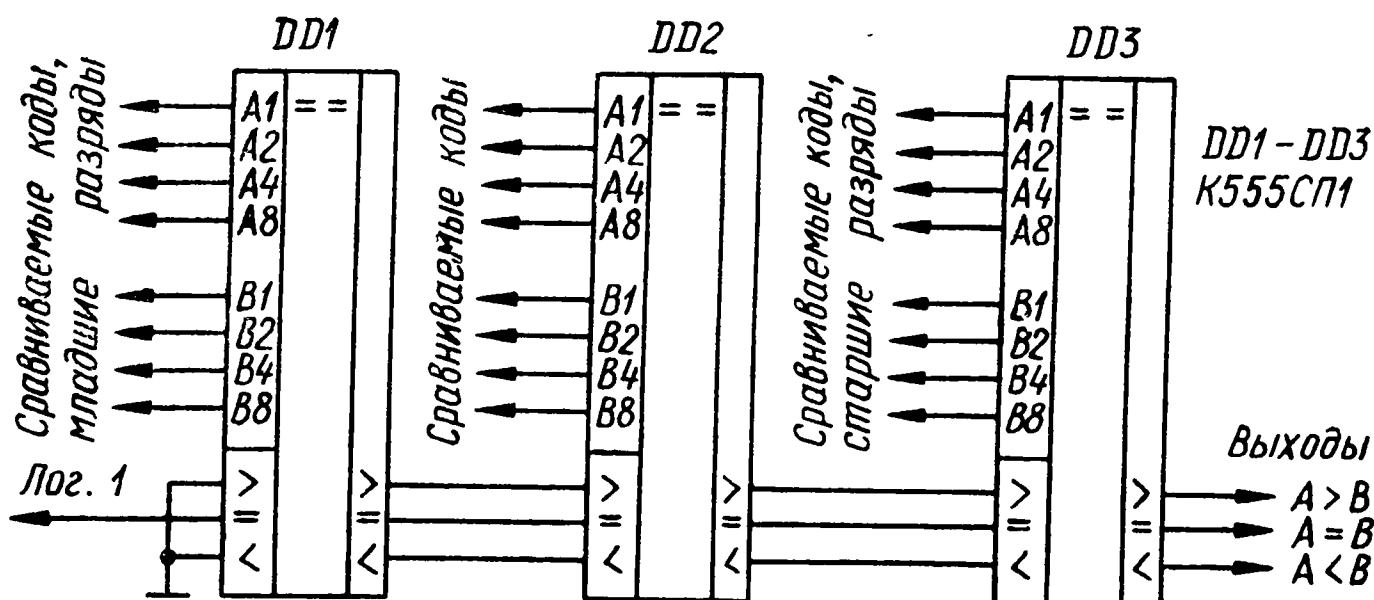 DD1
DD2
DD3
Сравниваемые коды,
младшие разряды
A1
A2
A4
A8
B1
B2
B4
B8
==
>
=
<
>
=
<
Лог. 1
Сравниваемые коды
A1
A2
A4
A8
B1
B2
B4
B8
==
>
=
<
>
=
<
Сравниваемые коды,
старшие разряды
A1
A2
A4
A8
B1
B2
B4
B8
==
>
=
<
>
=
<
DD1-DD3
К555СП1
Выходы
A>B
A=B
A<B